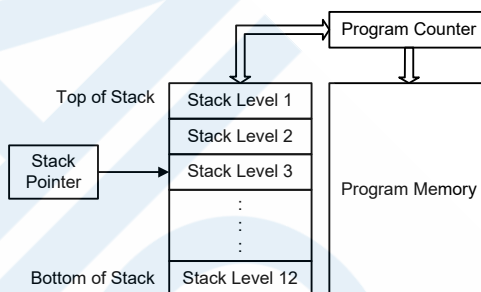 Program Counter
Top of Stack
Stack Level 1
Stack Level 2
Stack
Pointer
Stack Level 3
Program Memory
:
:
:
Bottom of Stack
Stack Level 12